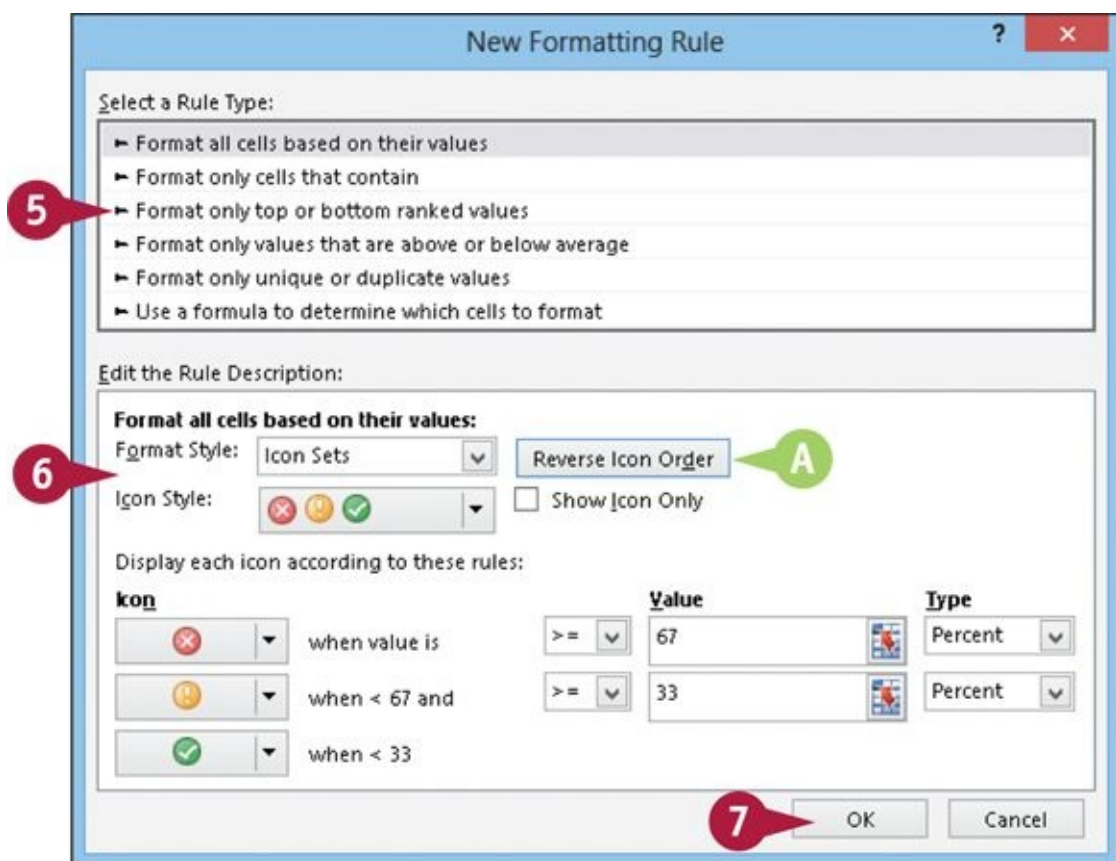 New Formatting Rule
?
Select a Rule Type:
► Format all cells based on their values
► Format only cells that contain
5
► Format only top or bottom ranked values
► Format only values that are above or below average
► Format only unique or duplicate values
► Use a formula to determine which cells to format
Edit the Rule Description:
Format all cells based on their values:
6
Format Style: Icon Sets Reverse Icon Order A
Icon Style: Show Icon Only
Display each icon according to these rules:
Icon Value Type
when value is >= 67 Percent
when < 67 and >= 33 Percent
when < 33
7 OK Cancel